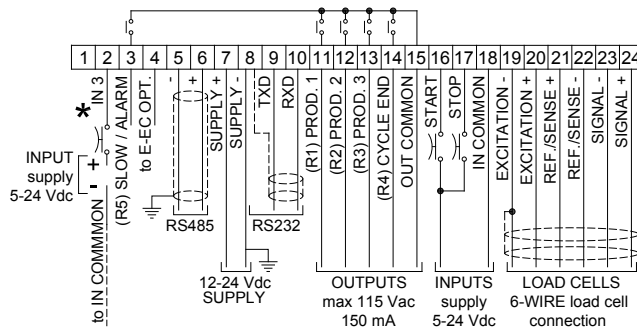 1 2 3 4 5 6 7 8 9 10 11 12 13 14 15 16 17 18 19 20 21 22 23 24
*
IN 3
(R5) SLOW / ALARM
to E-EC OPT.
-
+
SUPPLY +
SUPPLY -
TXD
RXD
(R1) PROD. 1
(R2) PROD. 2
(R3) PROD. 3
(R4) CYCLE END
OUT COMMON
START
STOP
IN COMMON
EXCITATION -
EXCITATION +
REF./SENSE +
REF./SENSE -
SIGNAL -
SIGNAL +
INPUT
supply
5-24 Vdc
+
-
to IN COMMMON
RS485
RS232
12-24 Vdc
SUPPLY
OUTPUTS
max 115 Vac
150 mA
INPUTS
supply
5-24 Vdc
LOAD CELLS
6-WIRE load cell
connection